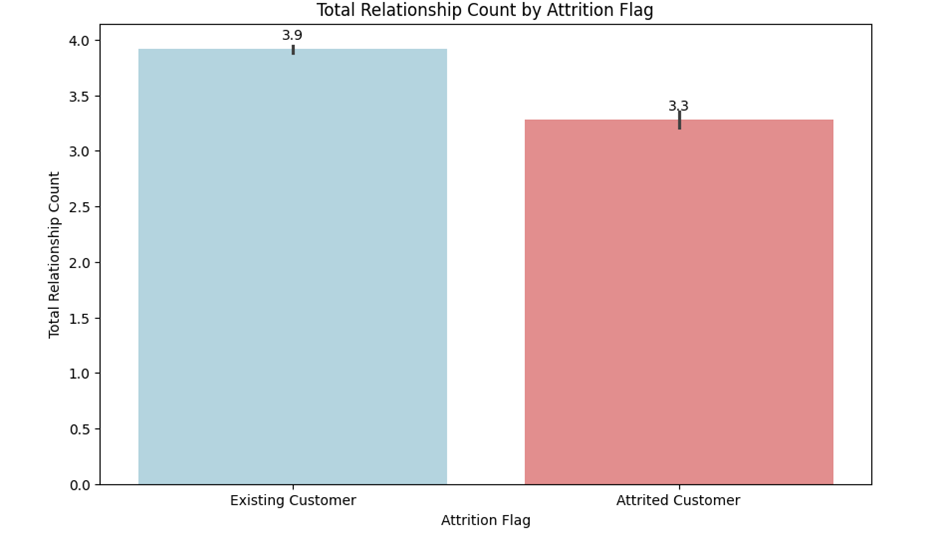 Total Relationship Count by Attrition Flag
3.9
3.3
4.0
3.5
3.0
2.5
2.0
1.5
1.0
0.5
0.0
Total Relationship Count
Existing Customer
Attrited Customer
Attrition Flag